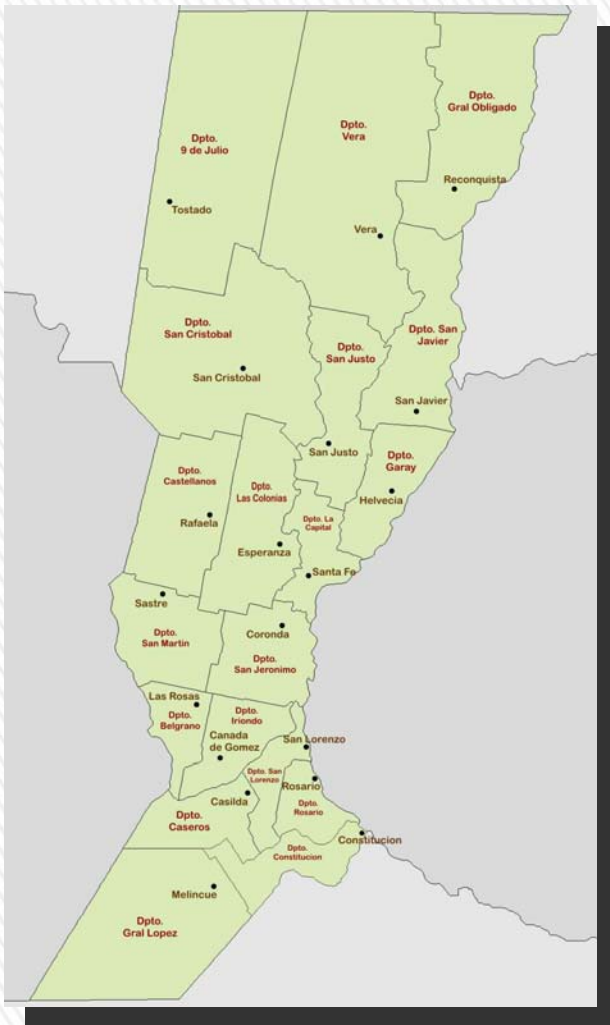 Dpto.
Gral Obligado
Dpto.
Vera
Dpto.
9 de Julio
Reconquista
Tostado
Vera
Dpto.
San Cristobal
Dpto. San
Javier
Dpto.
San Justo
San Cristobal
San Javier
San Justo
Dpto.
Garay
Dpto.
Castellanos
Dpto.
Las Colonias
Helvecia
Dpto. La
Capital
Rafaela
Esperanza
Santa Fe
Sastre
Coronda
Dpto.
San Martin
Dpto.
San Jeronimo
Las Rosas
Dpto.
Belgrano
Dpto.
Iriondo
Canada
de Gomez
San Lorenzo
Dpto. San
Lorenzo
Rosario
Casilda
Dpto.
Rosario
Dpto.
Caseros
Constitucion
Dpto.
Constitucion
Melincue
Dpto.
Gral Lopez